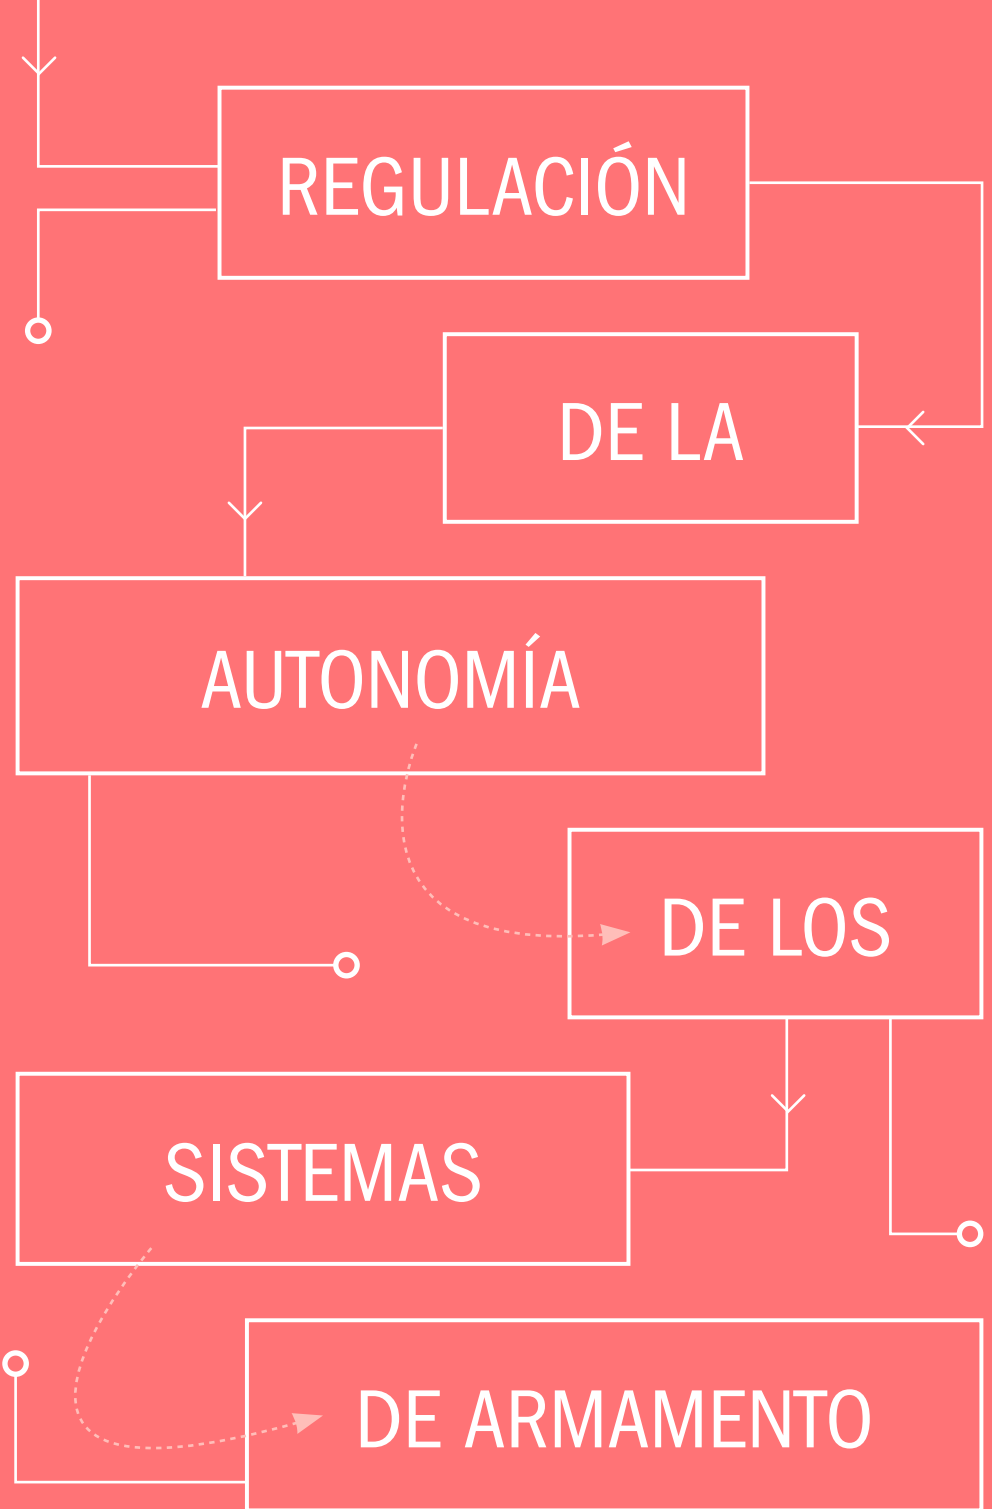 REGULACIÓN
DE LA
AUTONOMÍA
DE LOS
SISTEMAS
DE ARMAMENTO